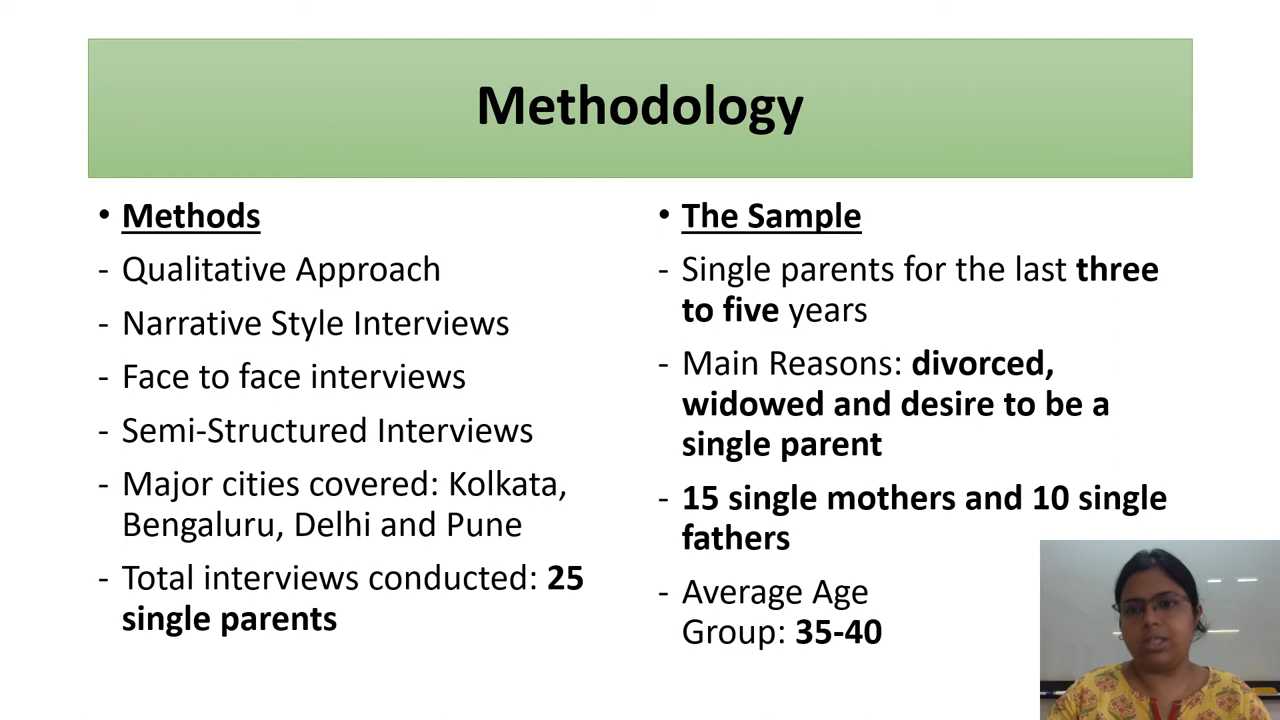 Methodology
• Methods
- Qualitative Approach
- Narrative Style Interviews
- Face to face interviews
- Semi-Structured Interviews
- Major cities covered: Kolkata,
Bengaluru, Delhi and Pune
- Total interviews conducted: 25
single parents
• The Sample
- Single parents for the last three
to five years
- Main Reasons: divorced,
widowed and desire to be a
single parent
- 15 single mothers and 10 single
fathers
- Average Age
Group: 35-40